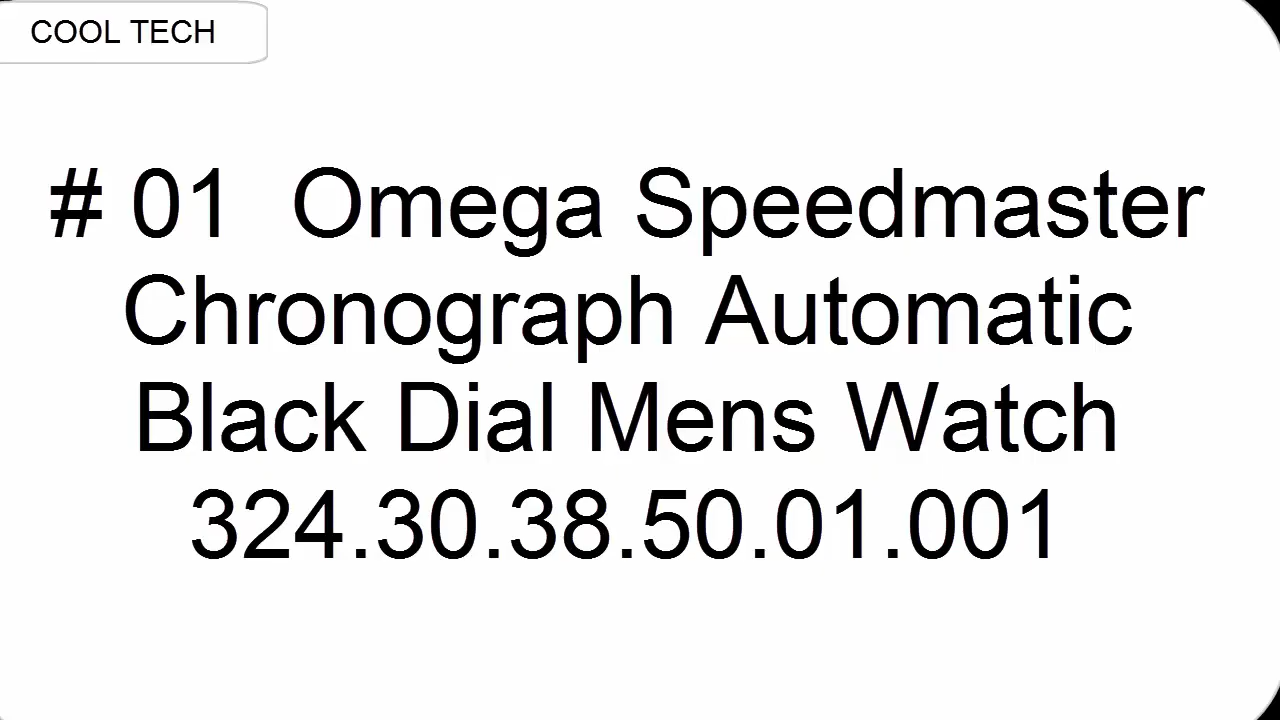 COOL TECH
# 01 Omega Speedmaster
Chronograph Automatic
Black Dial Mens Watch
324.30.38.50.01.001